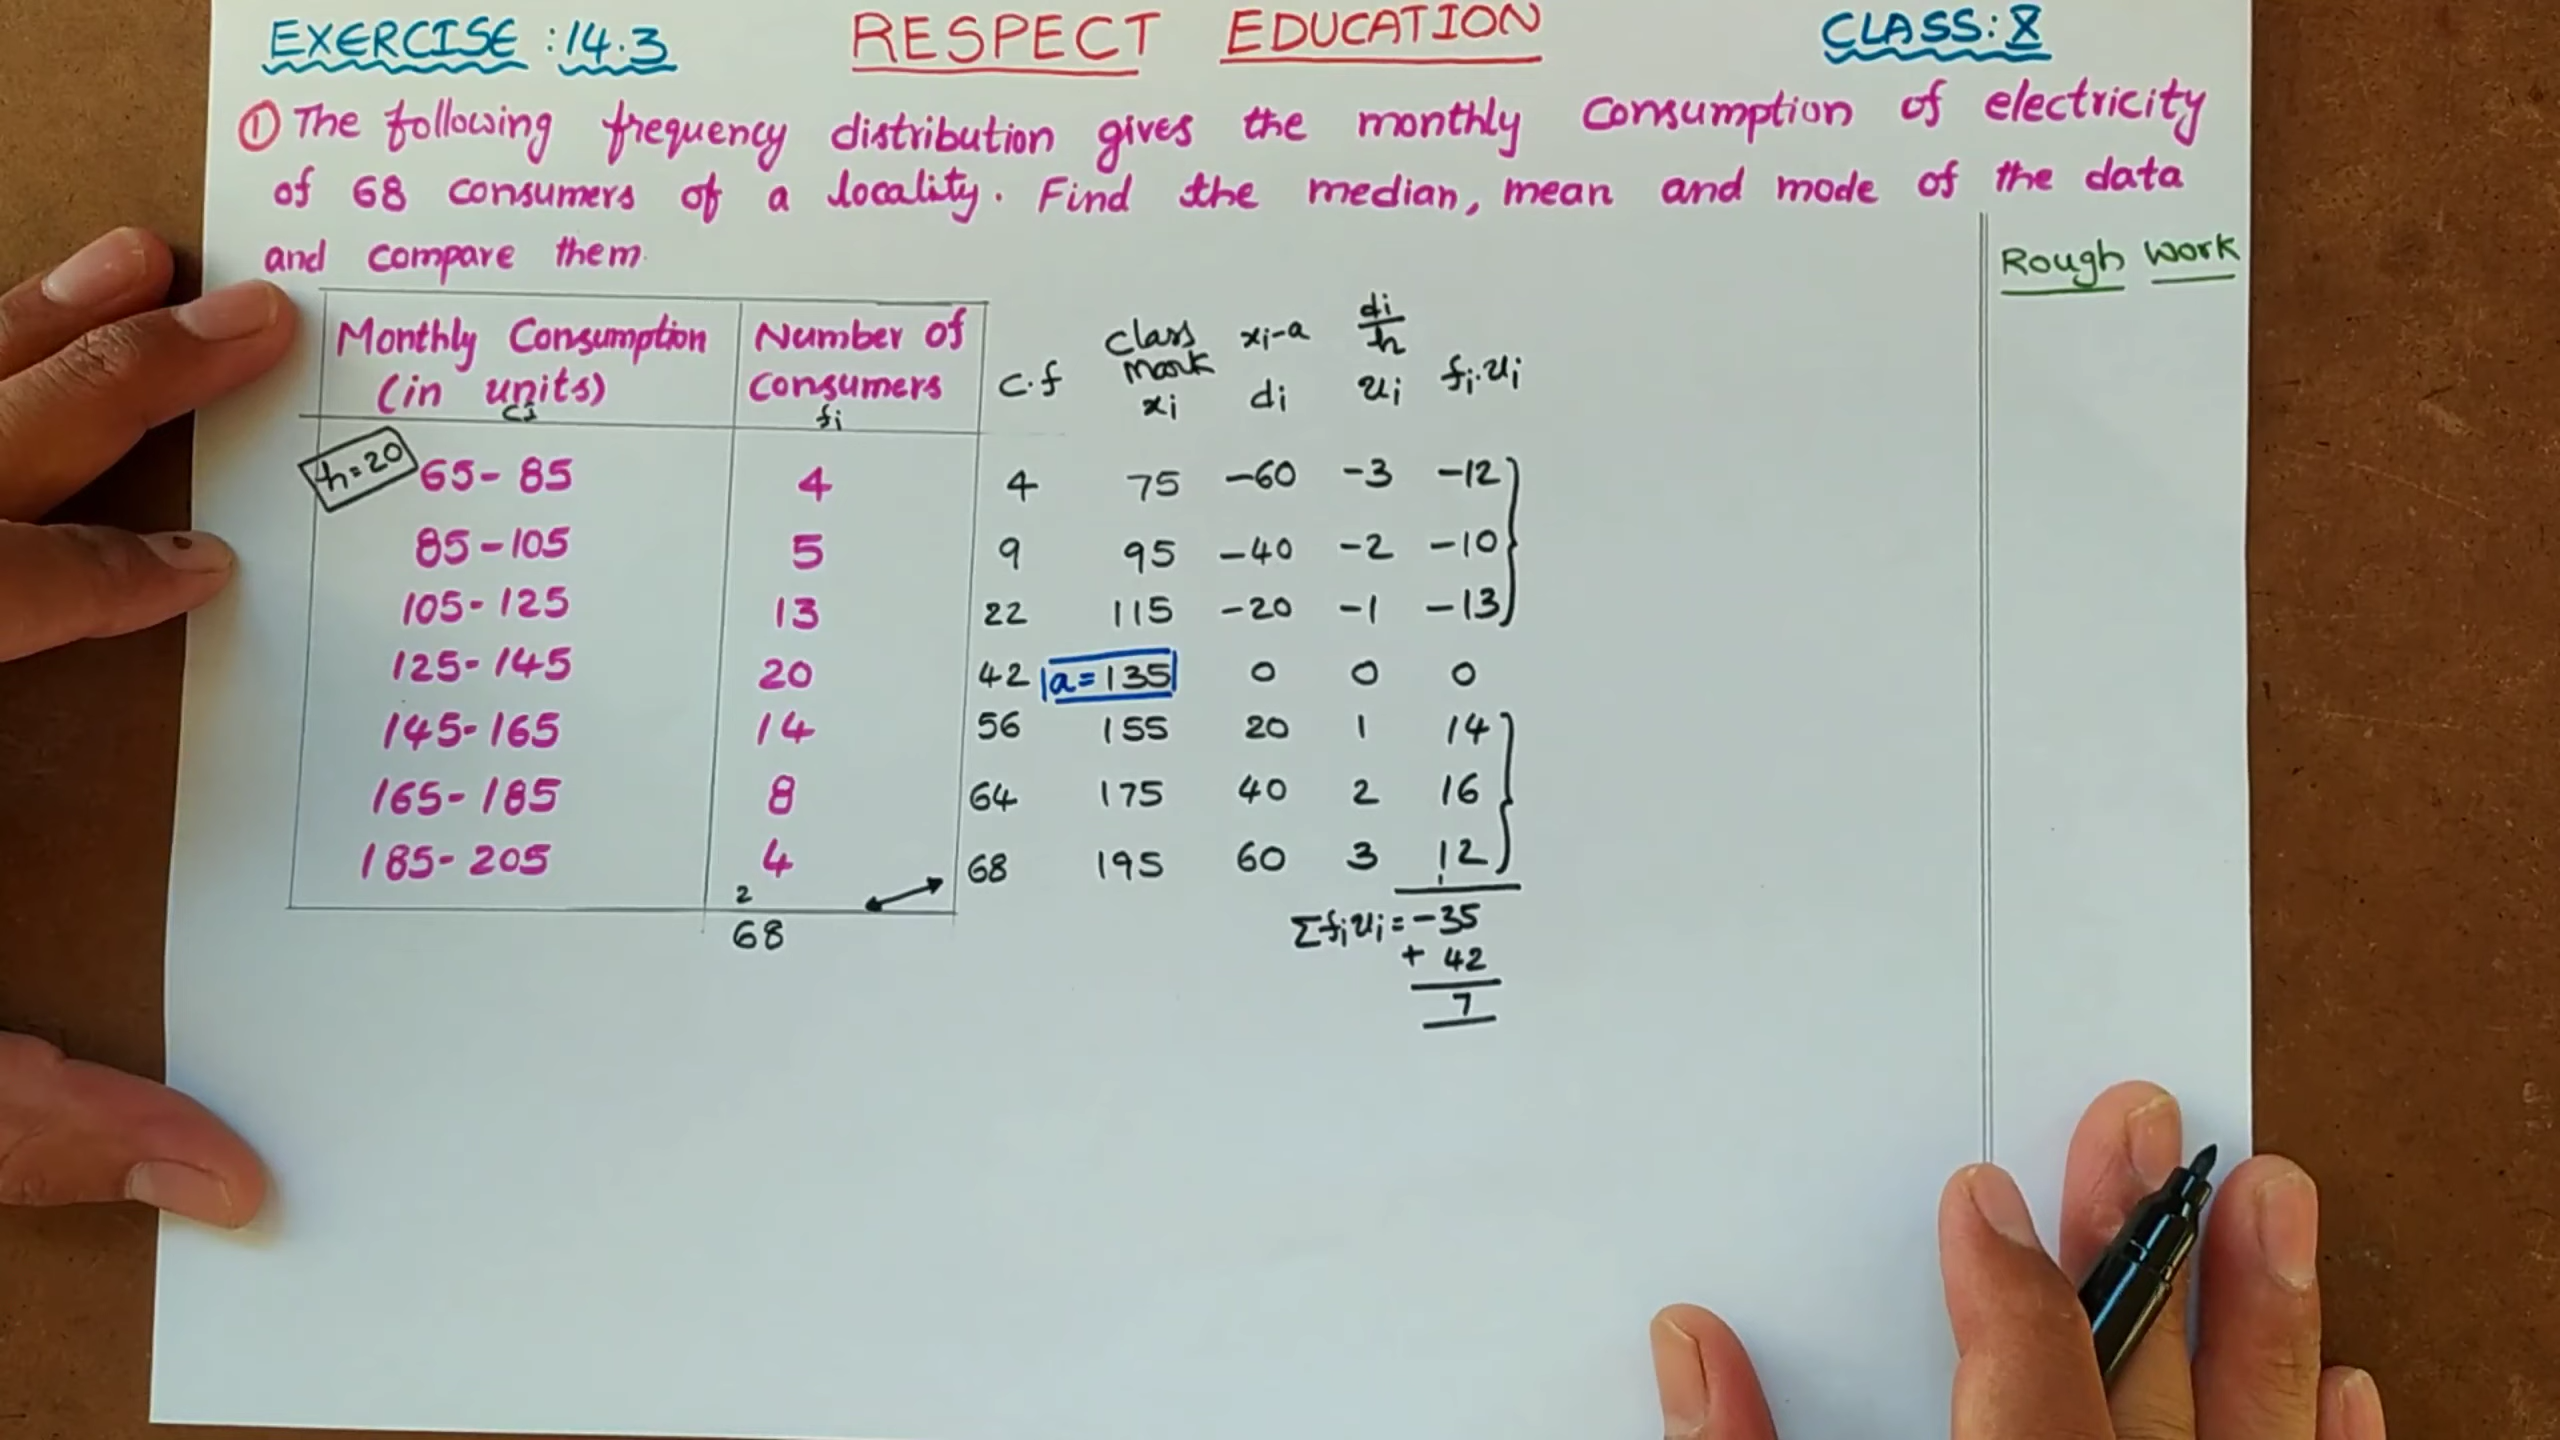 EXERCISE :14.3 RESPECT EDUCATION CLASS: X
① The following frequency distribution gives the monthly consumption of electricity
of 68 consumers of a locality. Find the median, mean and mode of the data
and compare them.
Rough Work
Monthly Consumption (in units) CI
Number of consumers fi
c.f
class mark xi
xi-a di
di/h ui
fi.ui
h=20
65-85 4 4 75 -60 -3 -12
85-105 5 9 95 -40 -2 -10
105-125 13 22 115 -20 -1 -13
125-145 20 42 a=135 0 0 0
145-165 14 56 155 20 1 14
165-185 8 64 175 40 2 16
185-205 4 68 195 60 3 12
2 1
68 Σfiui = -35
+ 42
7